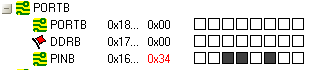 PORTB
PORTB 0x18... 0x00
DDRB 0x17... 0x00
PINB 0x16... 0x34